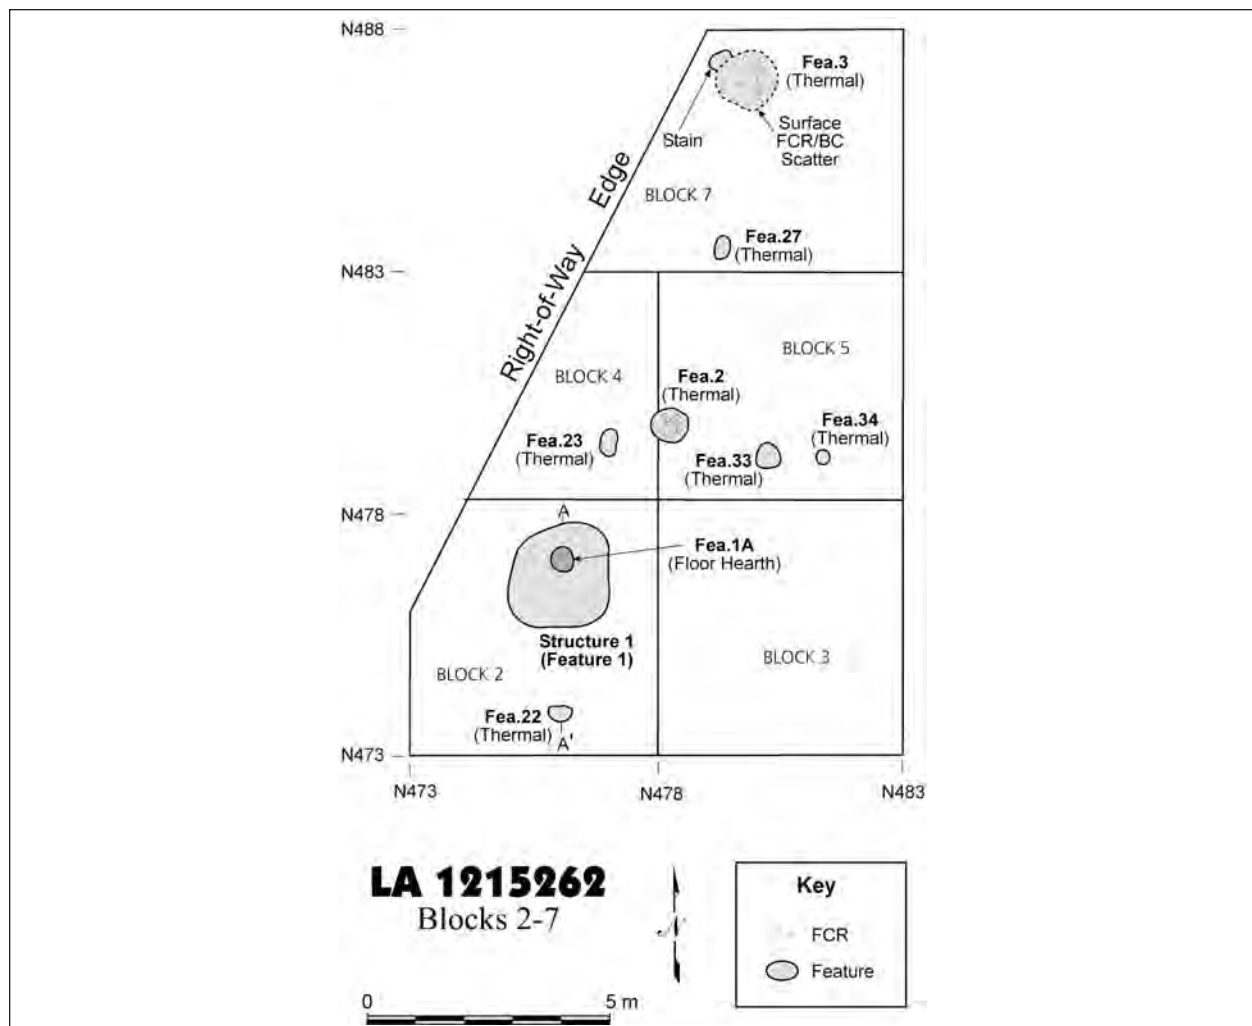 N488
Fea.3
(Thermal)
Stain
Surface
FCR/BC
Scatter
Edge
BLOCK 7
Fea.27
(Thermal)
N483
Right-of-Way
BLOCK 5
BLOCK 4
Fea.2
(Thermal)
Fea.34
(Thermal)
Fea.23
(Thermal)
Fea.33
(Thermal)
N478
A
Fea.1A
(Floor Hearth)
Structure 1
(Feature 1)
BLOCK 3
BLOCK 2
Fea.22
(Thermal)
A'
N473
N473
N478
N483
LA 1215262
Blocks 2-7
N
Key
FCR
Feature
0
5 m